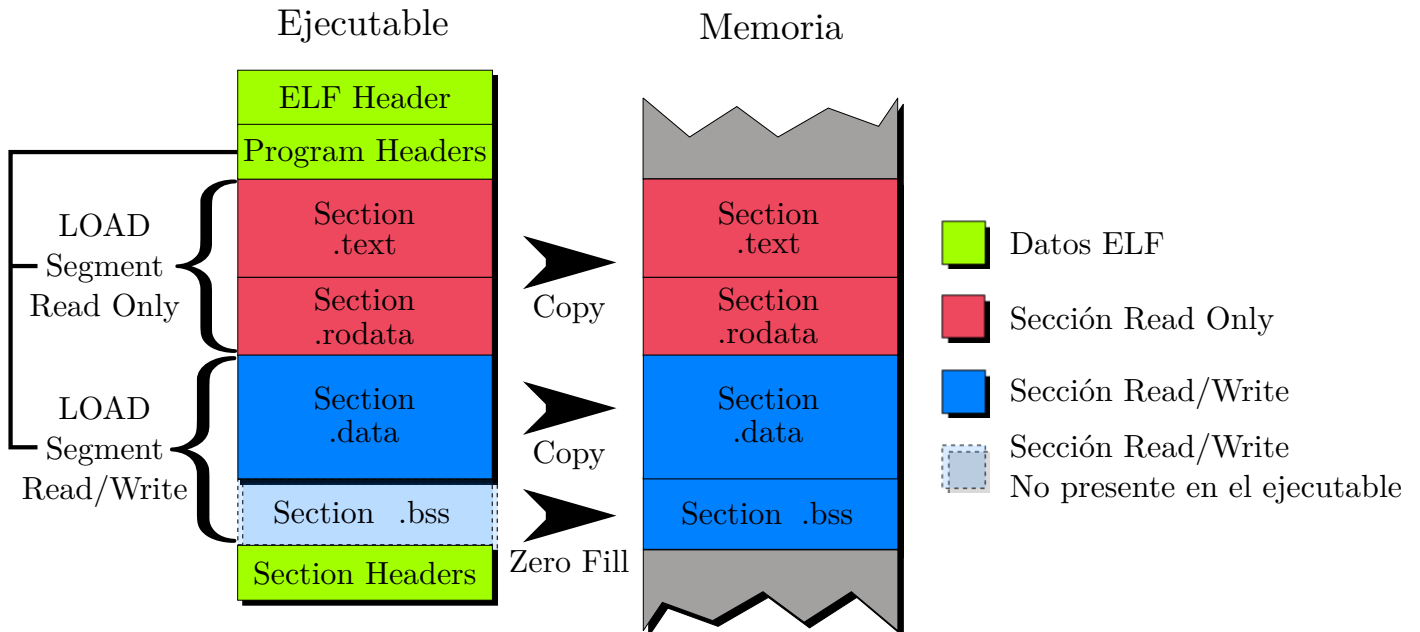 Ejecutable
Memoria
ELF Header
Program Headers
LOAD
Segment
Read Only
Section
.text
Section
.rodata
Copy
Section
.text
Section
.rodata
LOAD
Segment
Read/Write
Section
.data
Section .bss
Section Headers
Copy
Zero Fill
Section
.data
Section .bss
Datos ELF
Sección Read Only
Sección Read/Write
Sección Read/Write
No presente en el ejecutable